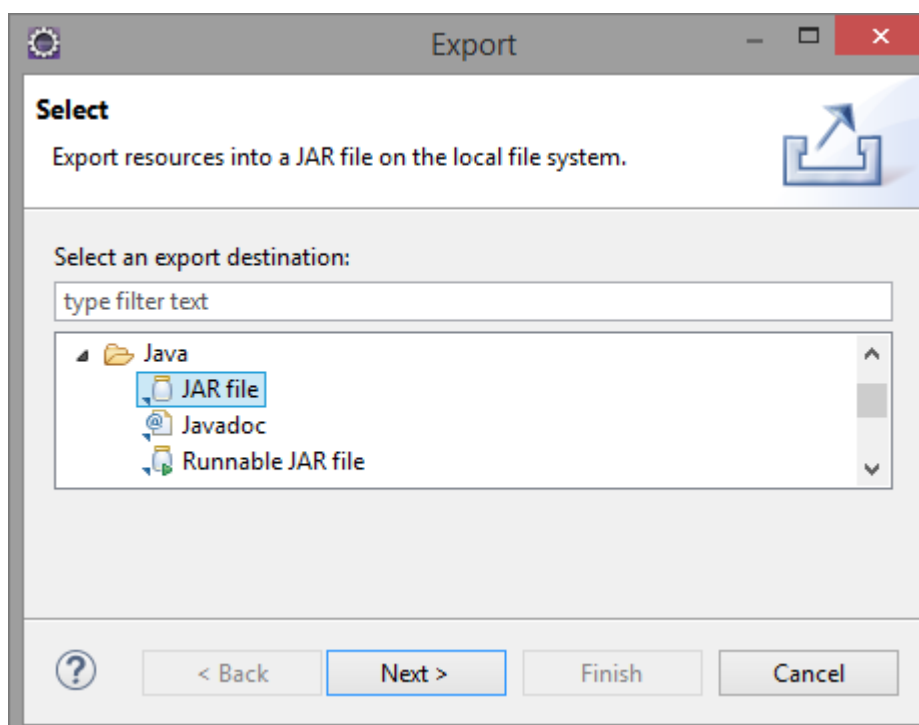 Export
Select
Export resources into a JAR file on the local file system.
Select an export destination:
type filter text
Java
JAR file
Javadoc
Runnable JAR file
?
< Back
Next >
Finish
Cancel